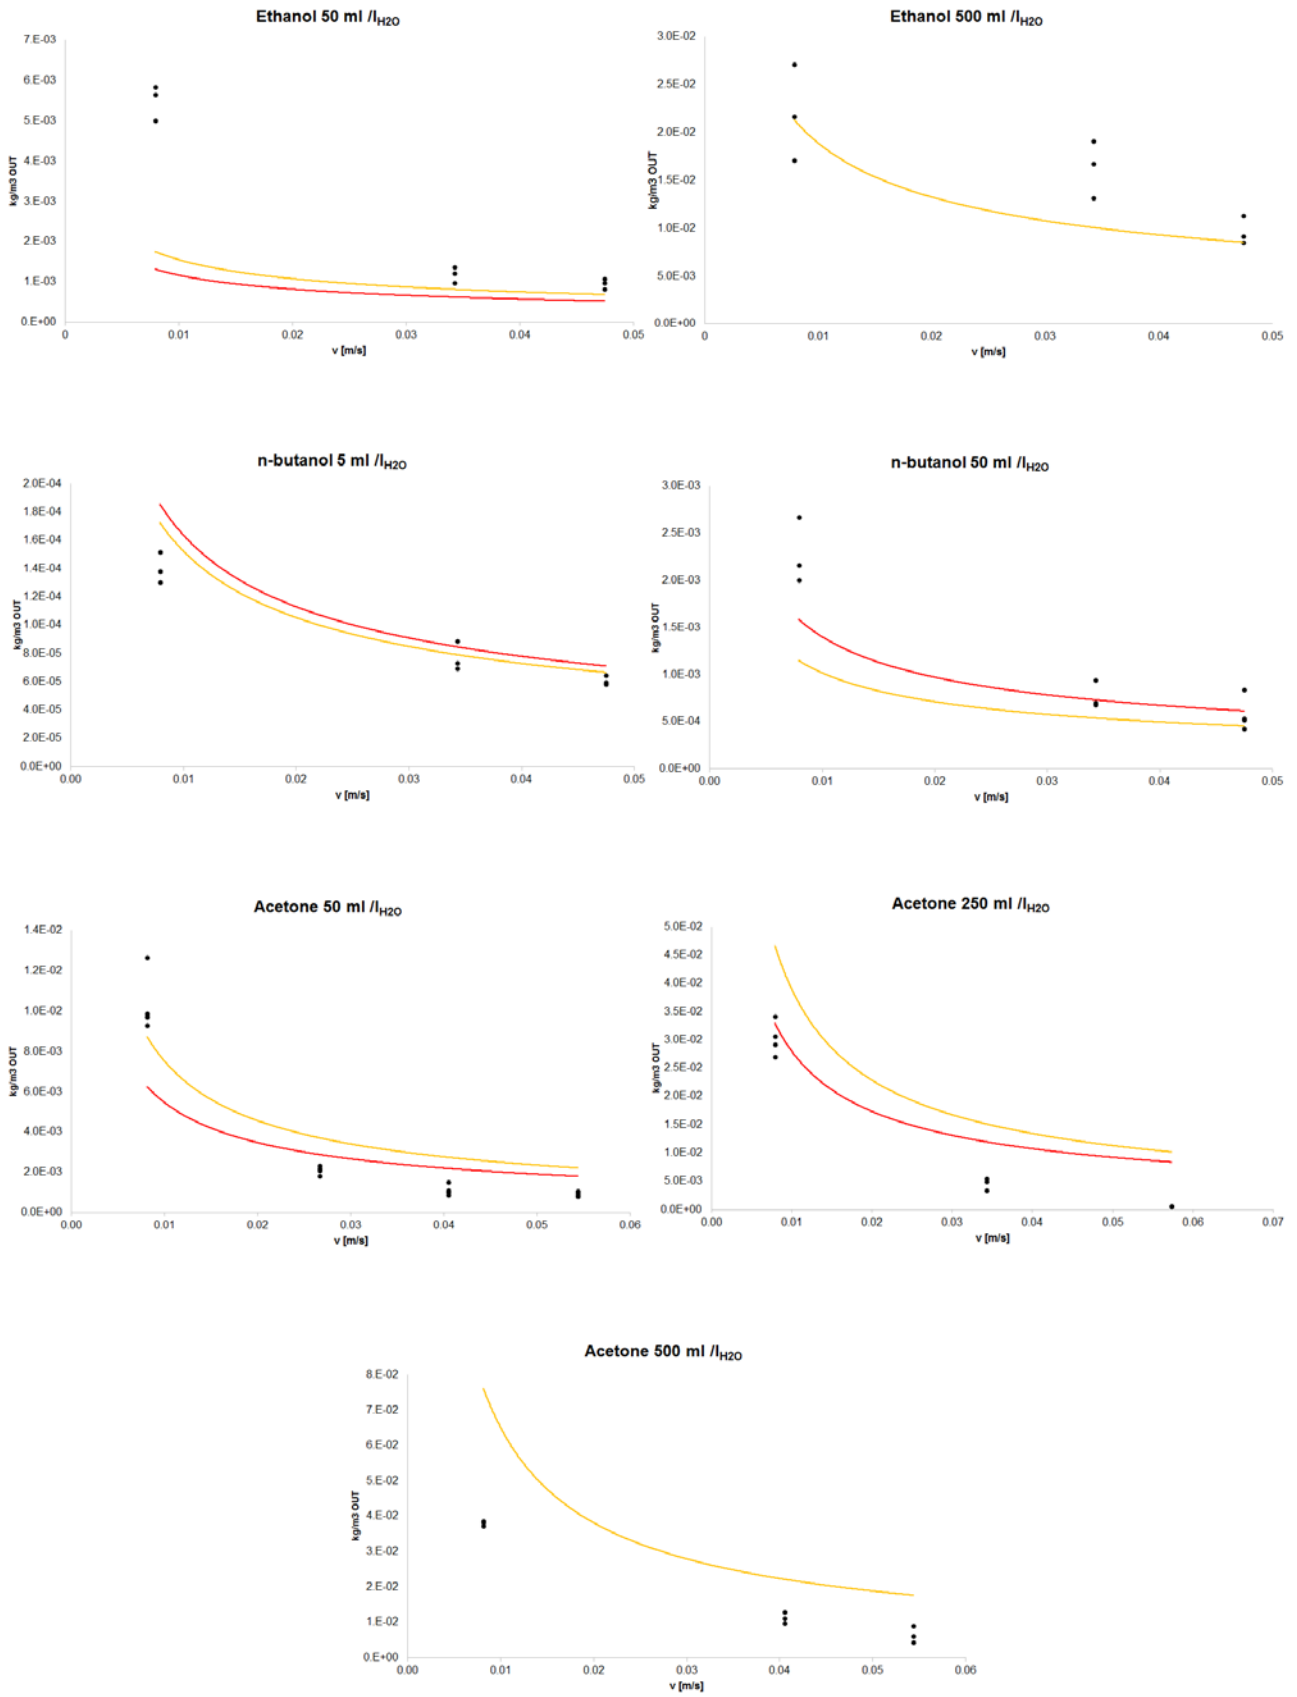 Ethanol 50 ml /lH2O
7.E-03
6.E-03
5.E-03
4.E-03
3.E-03
2.E-03
1.E-03
0.E+00
kg/m3 OUT
0 0.01 0.02 0.03 0.04 0.05
v [m/s]
Ethanol 500 ml /lH2O
3.0E-02
2.5E-02
2.0E-02
1.5E-02
1.0E-02
5.0E-03
0.0E+00
kg/m3 OUT
0 0.01 0.02 0.03 0.04 0.05
v [m/s]
n-butanol 5 ml /lH2O
2.0E-04
1.8E-04
1.6E-04
1.4E-04
1.2E-04
1.0E-04
8.0E-05
6.0E-05
4.0E-05
2.0E-05
0.0E+00
kg/m3 OUT
0.00 0.01 0.02 0.03 0.04 0.05
v [m/s]
n-butanol 50 ml /lH2O
3.0E-03
2.5E-03
2.0E-03
1.5E-03
1.0E-03
5.0E-04
0.0E+00
kg/m3 OUT
0.00 0.01 0.02 0.03 0.04 0.05
v [m/s]
Acetone 50 ml /lH2O
1.4E-02
1.2E-02
1.0E-02
8.0E-03
6.0E-03
4.0E-03
2.0E-03
0.0E+00
kg/m3 OUT
0.00 0.01 0.02 0.03 0.04 0.05 0.06
v [m/s]
Acetone 250 ml /lH2O
5.0E-02
4.5E-02
4.0E-02
3.5E-02
3.0E-02
2.5E-02
2.0E-02
1.5E-02
1.0E-02
5.0E-03
0.0E+00
kg/m3 OUT
0.00 0.01 0.02 0.03 0.04 0.05 0.06 0.07
v [m/s]
Acetone 500 ml /lH2O
8.E-02
7.E-02
6.E-02
5.E-02
4.E-02
3.E-02
2.E-02
1.E-02
0.E+00
kg/m3 OUT
0.00 0.01 0.02 0.03 0.04 0.05 0.06
v [m/s]